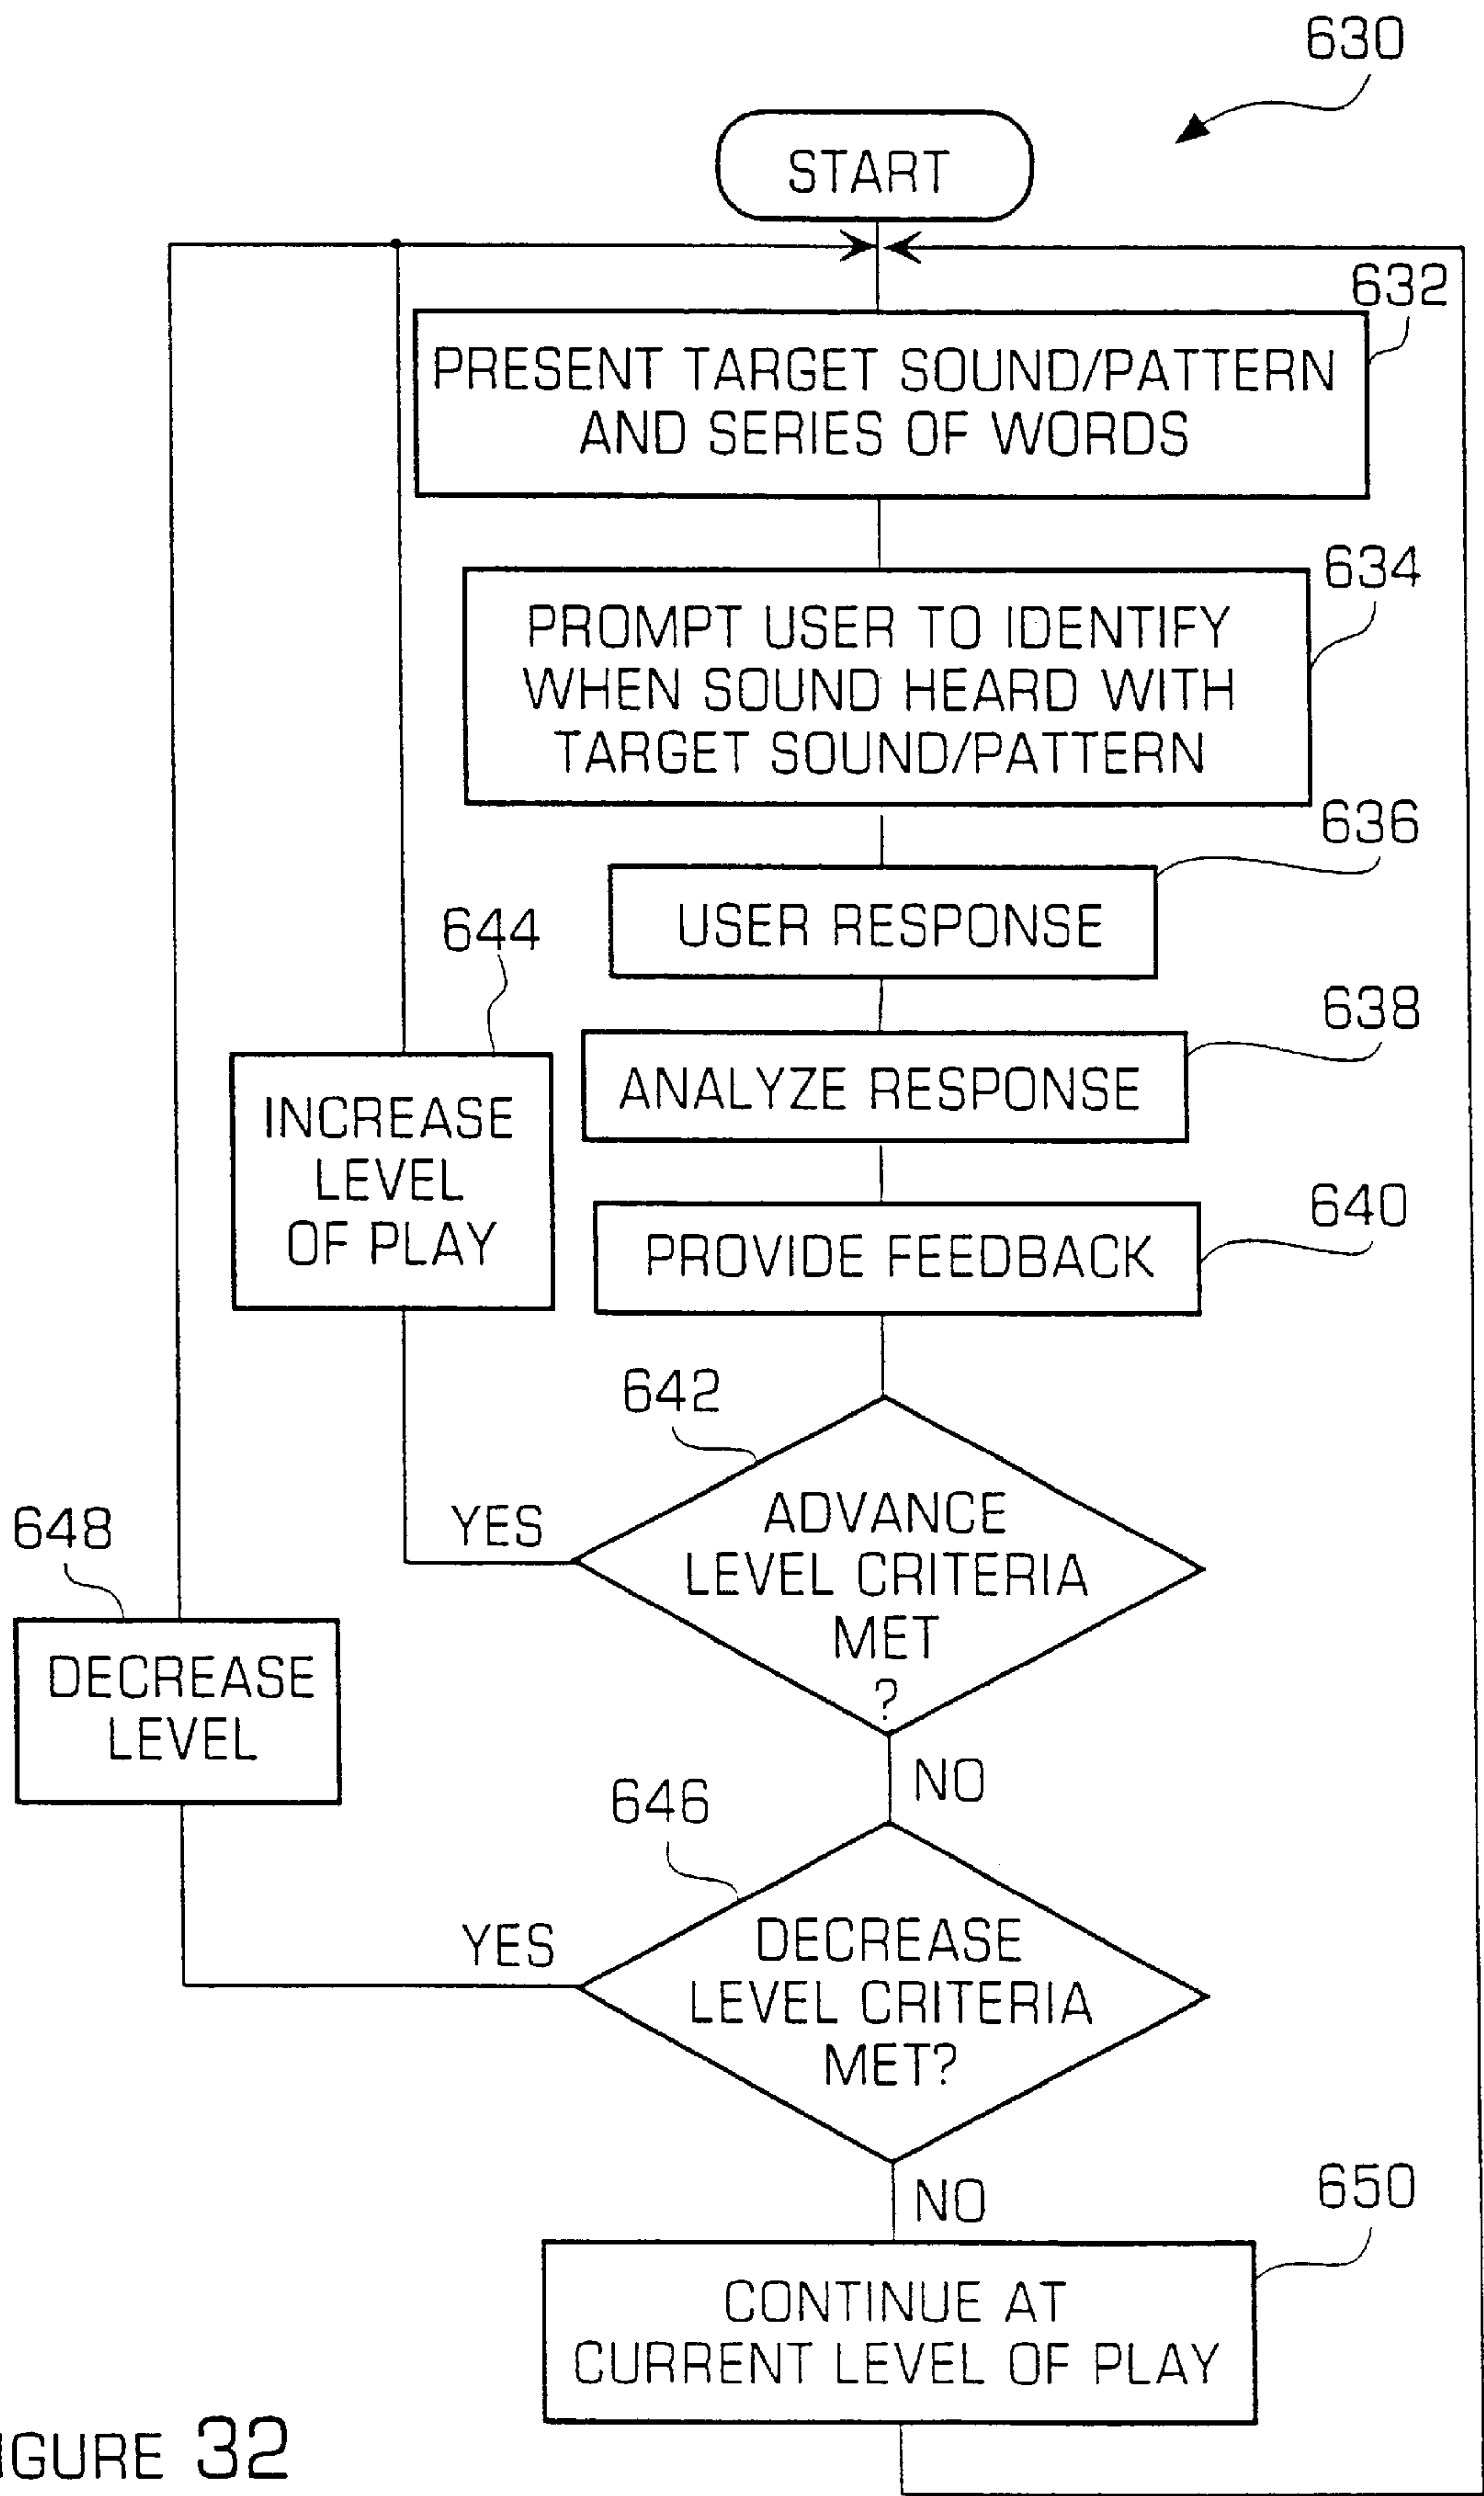 630
START
632
PRESENT TARGET SOUND/PATTERN
AND SERIES OF WORDS
634
PROMPT USER TO IDENTIFY
WHEN SOUND HEARD WITH
TARGET SOUND/PATTERN
636
USER RESPONSE
644
638
ANALYZE RESPONSE
INCREASE
LEVEL
OF PLAY
640
PROVIDE FEEDBACK
642
ADVANCE
LEVEL CRITERIA
MET
?
YES
648
DECREASE
LEVEL
NO
646
YES
DECREASE
LEVEL CRITERIA
MET?
NO
650
CONTINUE AT
CURRENT LEVEL OF PLAY
IGURE 32